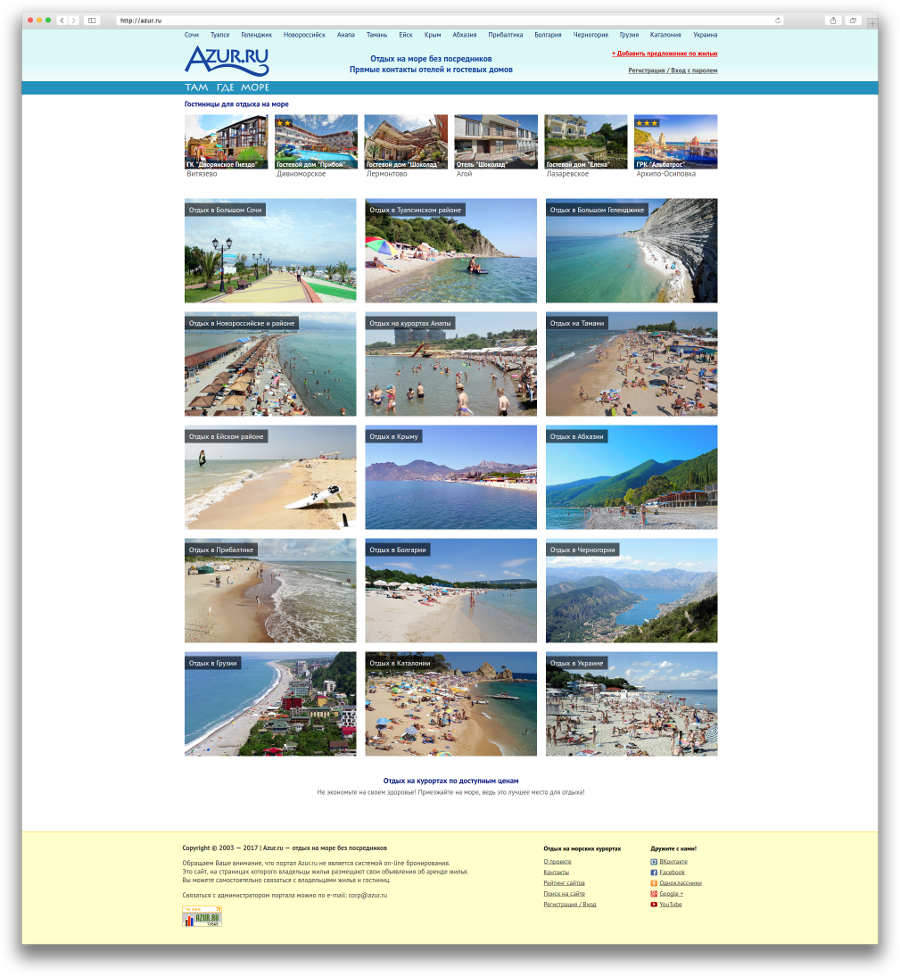 http://azur.ru
Сочи Туапсе Геленджик Новороссийск Анапа Тамань Ейск Крым Абхазия Прибалтика Болгария Черногория Грузия Каталония Украина
AZUR.RU
Отдых на море без посредников
Прямые контакты отелей и гостевых домов
+ Добавить предложение по жилью
Регистрация / Вход с паролем
ТАМ ГДЕ МОРЕ
Гостиницы для отдыха на море
ГК "Дворянское Гнездо" Гостевой дом "Прибой" Гостевой дом "Шоколад" Отель "Шоколад" Гостевой дом "Елена" ГРК "Альбатрос"
Витязево Дивноморское Лермонтово Агой Лазаревское Архипо-Осиповка
Отдых в Большом Сочи Отдых в Туапсинском районе Отдых в Большом Геленджике
Отдых в Новороссийске и районе Отдых на курортах Анапы Отдых на Тамани
Отдых в Ейском районе Отдых в Крыму Отдых в Абхазии
Отдых в Прибалтике Отдых в Болгарии Отдых в Черногории
Отдых в Грузии Отдых в Каталонии Отдых в Украине
Отдых на курортах по доступным ценам
Не экономьте на своем здоровье! Приезжайте на море, ведь это лучшее место для отдыха!
Copyright © 2003 — 2017 | Azur.ru — отдых на море без посредников
Обращаем Ваше внимание, что портал Azur.ru не является системой on-line бронирования.
Это сайт, на страницах которого владельцы жилья размещают свои объявления об аренде жилья.
Вы можете самостоятельно связаться с владельцами жилья и гостиниц.
Связаться с администратором портала можно по e-mail: corp@azur.ru
AZUR.RU
Отдых на морских курортах
О проекте
Контакты
Рейтинг сайтов
Поиск на сайте
Регистрация / Вход
Дружите с нами!
ВКонтакте
Facebook
Одноклассники
Google +
YouTube